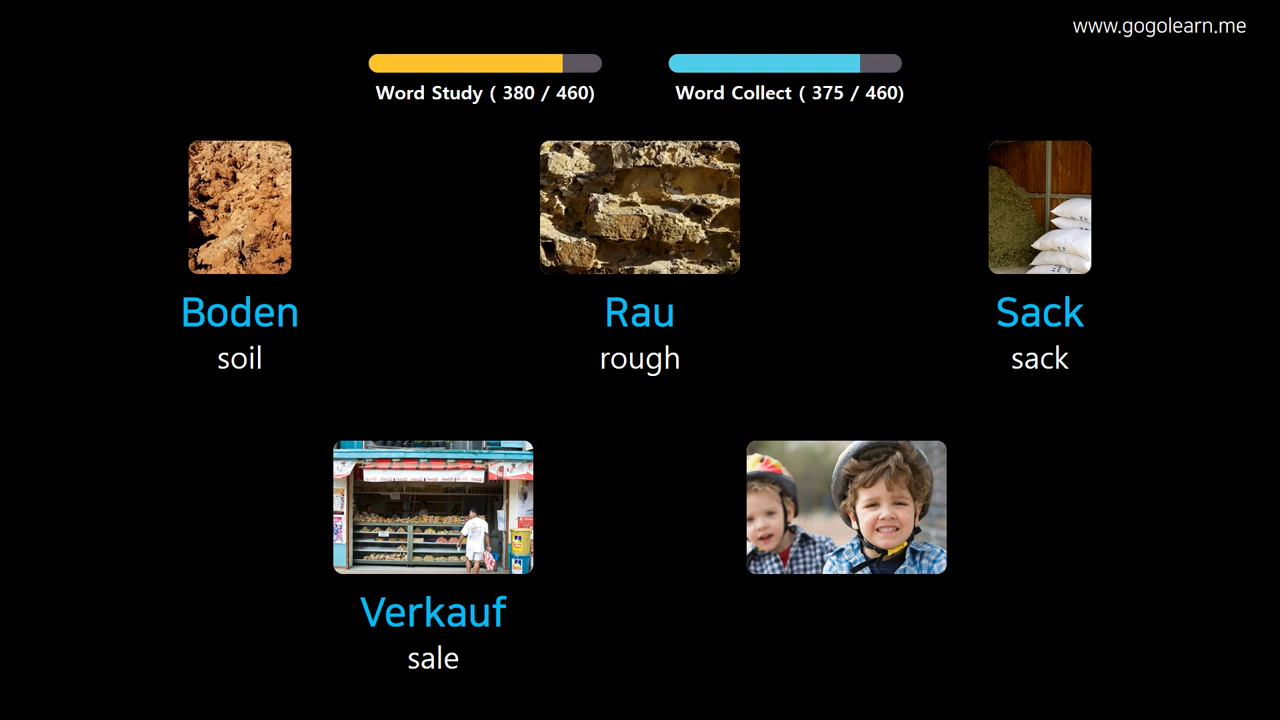 www.gogolearn.me
Word Study ( 380 / 460)
Word Collect ( 375 / 460)
Boden
soil
Rau
rough
Sack
sack
Verkauf
sale